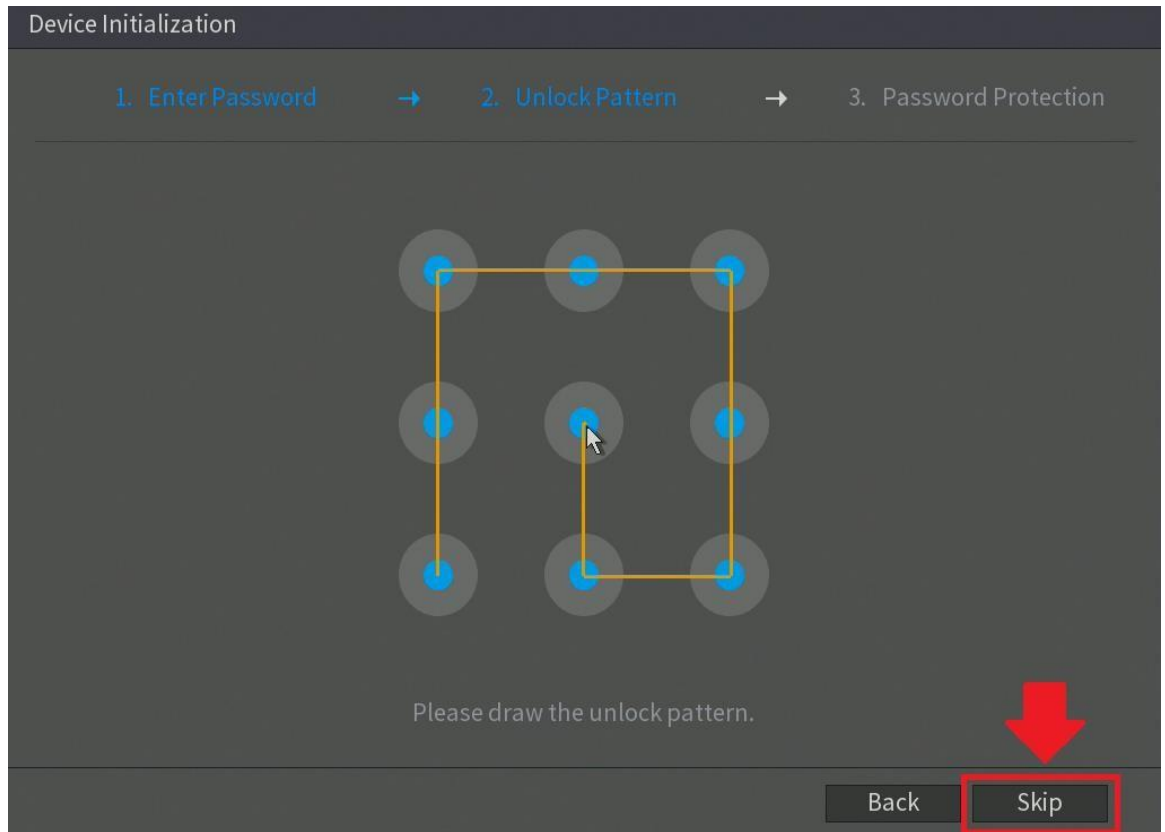 Device Initialization
1. Enter Password → 2. Unlock Pattern → 3. Password Protection
Please draw the unlock pattern.
Back Skip